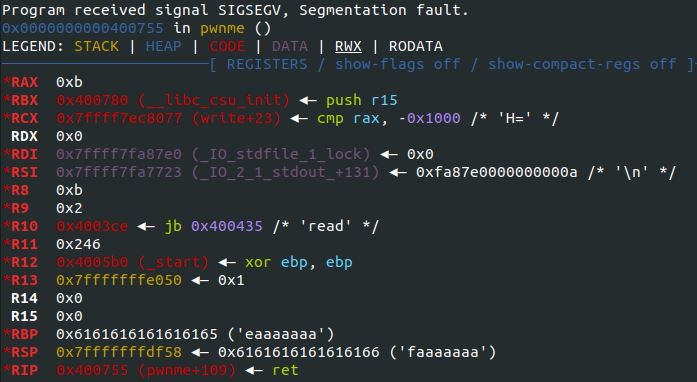 Program received signal SIGSEGV, Segmentation fault.
0x0000000000400755 in pwnme ()
LEGEND: STACK | HEAP | CODE | DATA | RWX | RODATA
[ REGISTERS / show-flags off / show-compact-regs off ]
*RAX  0xb
*RBX  0x400780 (__libc_csu_init) ◂— push r15
*RCX  0x7ffff7ec8077 (write+23) ◂— cmp rax, -0x1000 /* 'H=' */
 RDX  0x0
*RDI  0x7ffff7fa87e0 (_IO_stdfile_1_lock) ◂— 0x0
*RSI  0x7ffff7fa7723 (_IO_2_1_stdout_+131) ◂— 0xfa87e0000000000a /* '\n' */
*R8   0xb
*R9   0x2
*R10  0x4003ce ◂— jb 0x400435 /* 'read' */
*R11  0x246
*R12  0x4005b0 (_start) ◂— xor ebp, ebp
*R13  0x7fffffffe050 ◂— 0x1
 R14  0x0
 R15  0x0
*RBP  0x6161616161616165 ('eaaaaaaa')
*RSP  0x7fffffffdf58 ◂— 0x6161616161616166 ('faaaaaaa')
*RIP  0x400755 (pwnme+109) ◂— ret